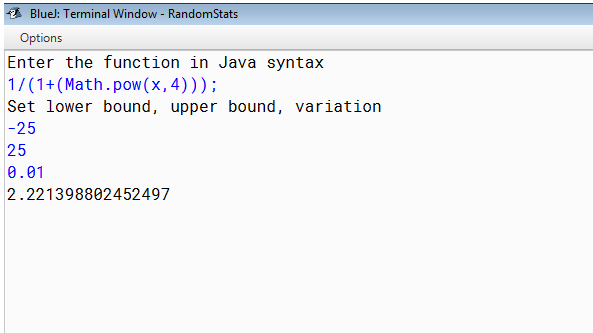 BlueJ: Terminal Window - RandomStats
Options
Enter the function in Java syntax
1/(1+(Math.pow(x,4)));
Set lower bound, upper bound, variation
-25
25
0.01
2.221398802452497